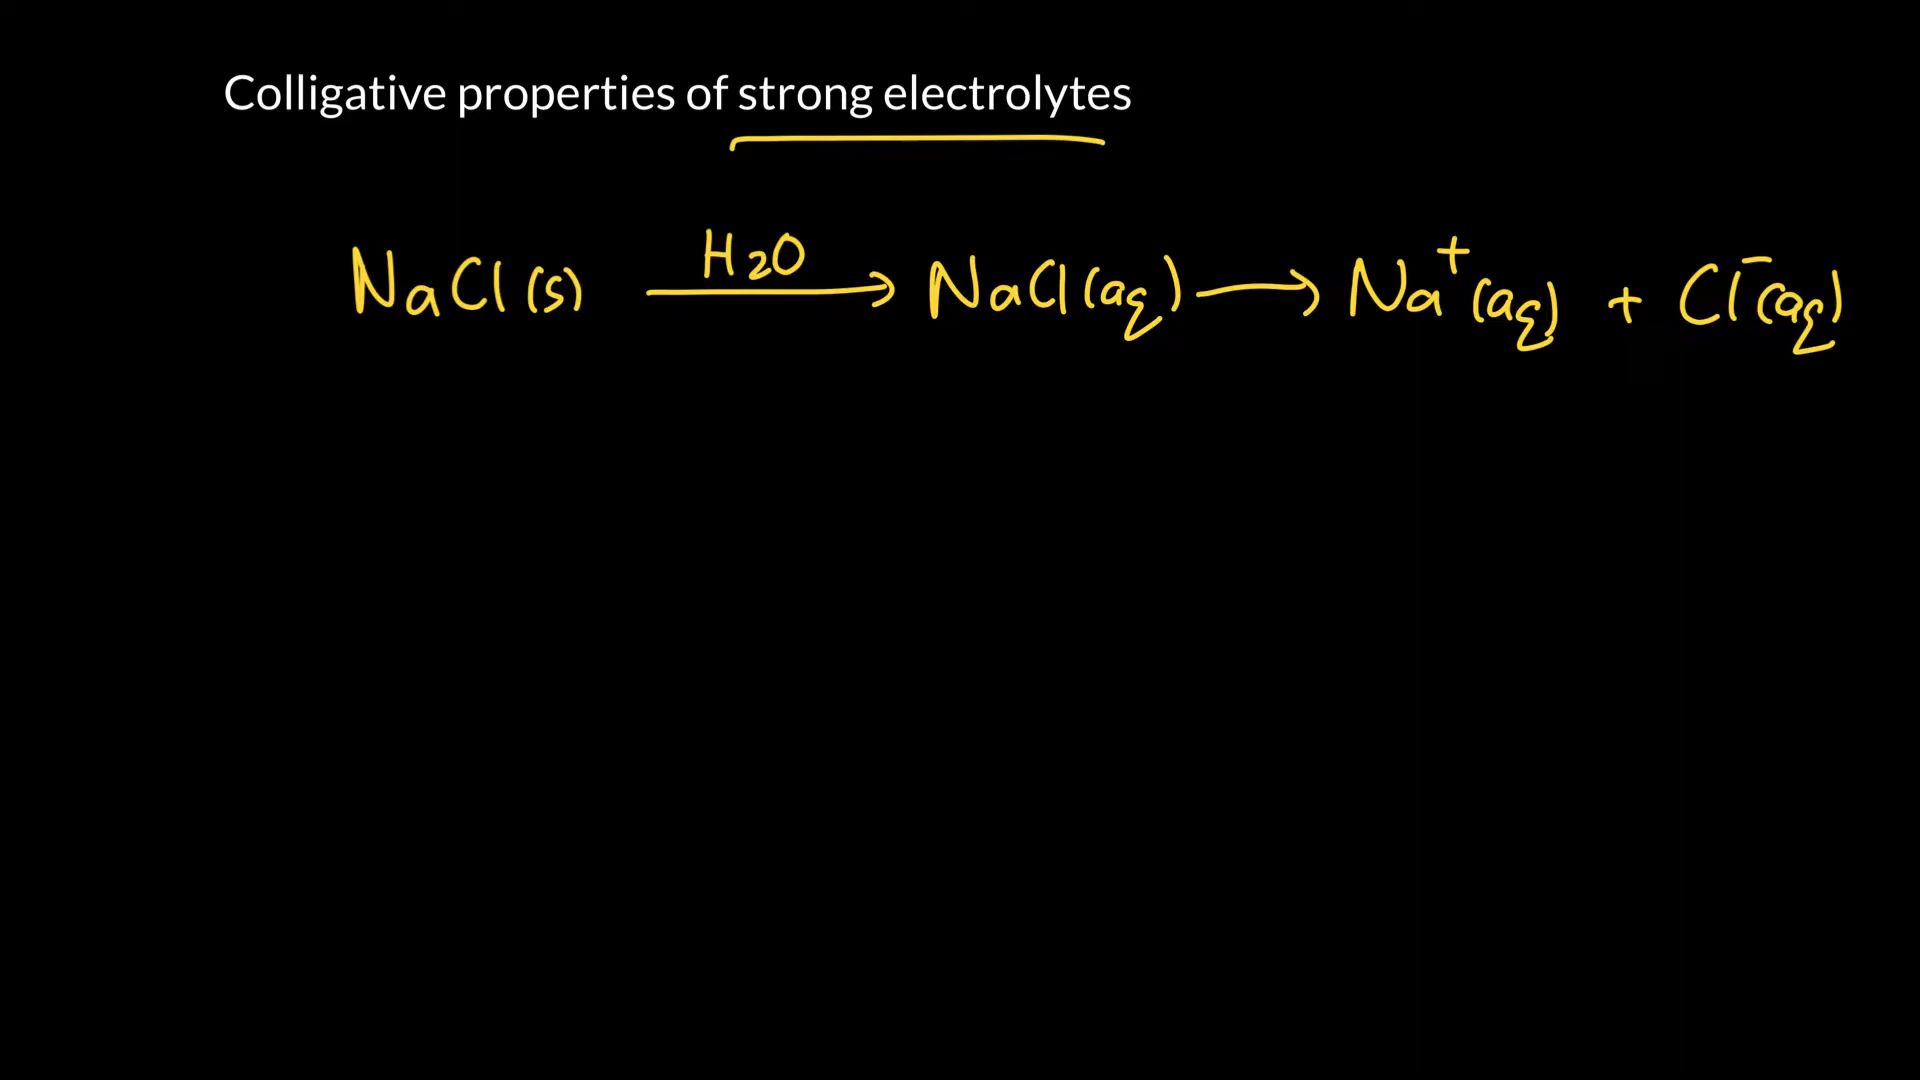 Colligative properties of strong electrolytes
NaCl(s) —H₂O→ NaCl(aq) → Na⁺(aq) + Cl⁻(aq)